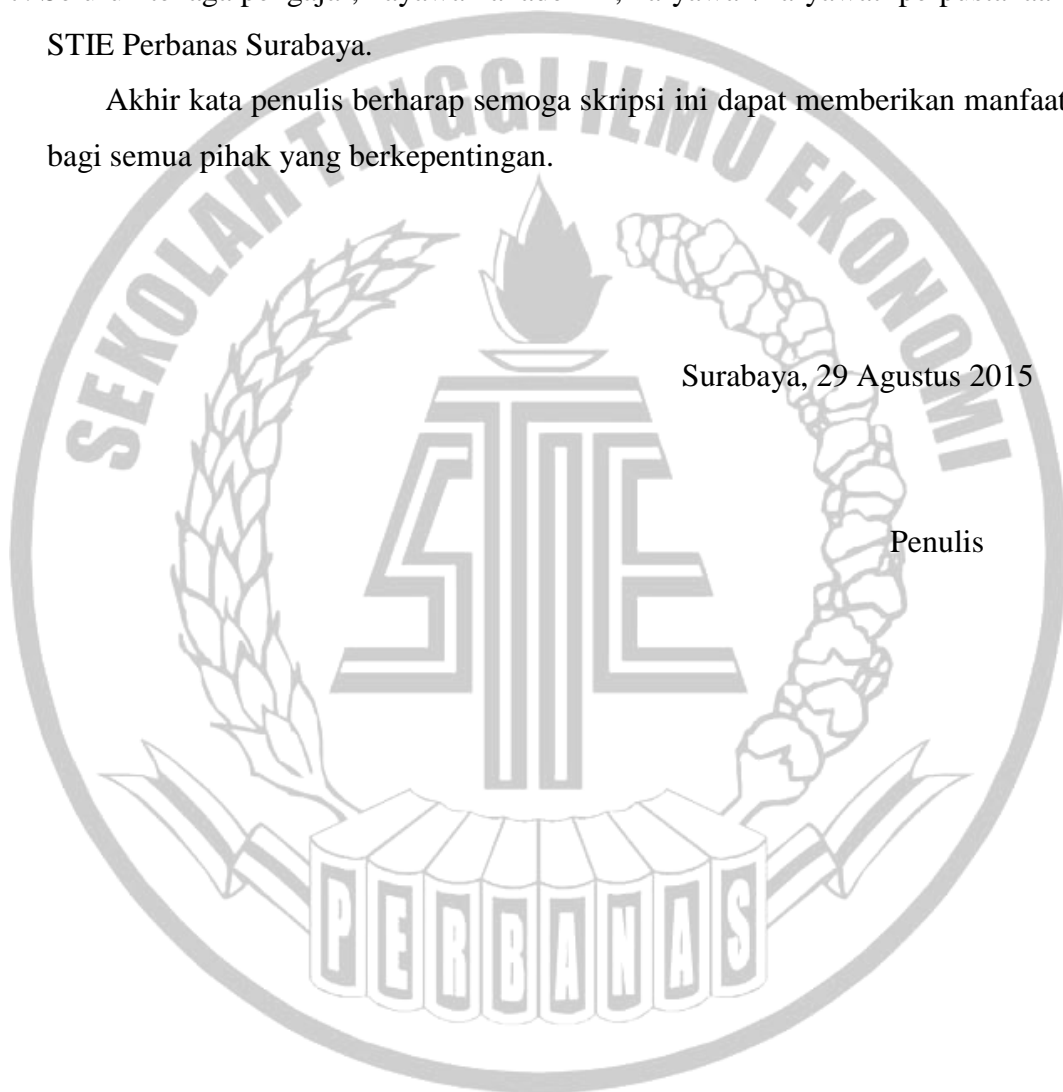 STIE Perbanas Surabaya.
Akhir kata penulis berharap semoga skripsi ini dapat memberikan manfaat
bagi semua pihak yang berkepentingan.
SEKOLAH TINGGI ILMU EKONOMI
Surabaya, 29 Agustus 2015
STIE
Penulis
PERBANAS